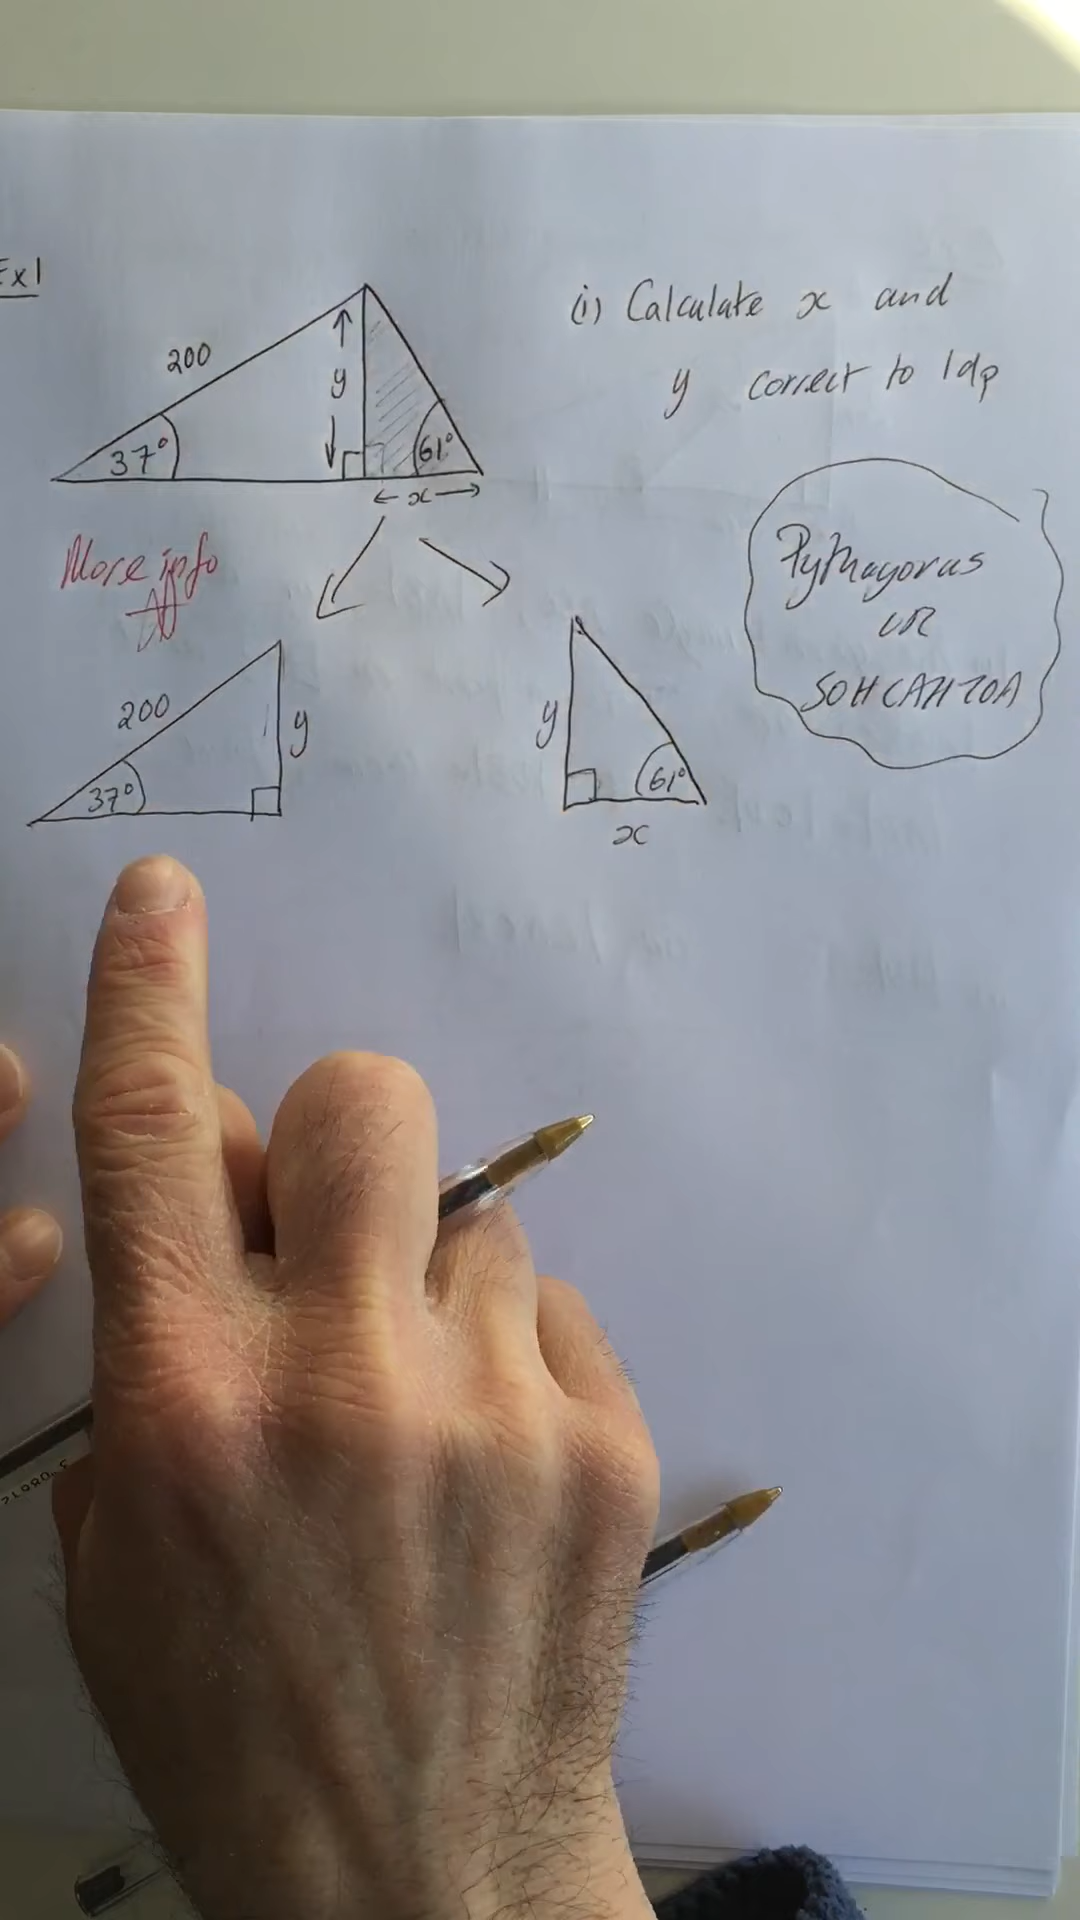 Ex1
(i) Calculate x and
y correct to 1dp
200
y
37°
61°
x
More info
Pythagoras
OR
SOHCAHTOA
200
y
37°
y
61°
x